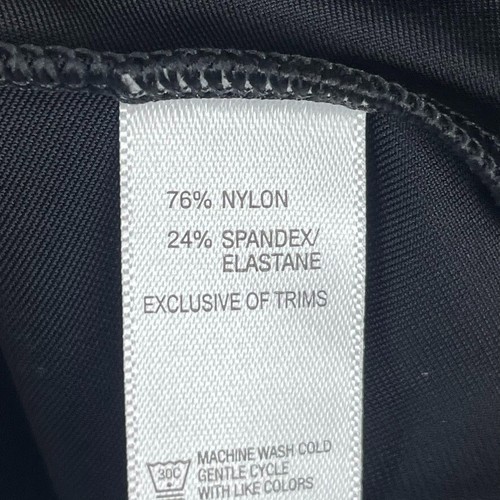 76% NYLON
24% SPANDEX/
ELASTANE
EXCLUSIVE OF TRIMS
30C
MACHINE WASH COLD
GENTLE CYCLE
WITH LIKE COLORS